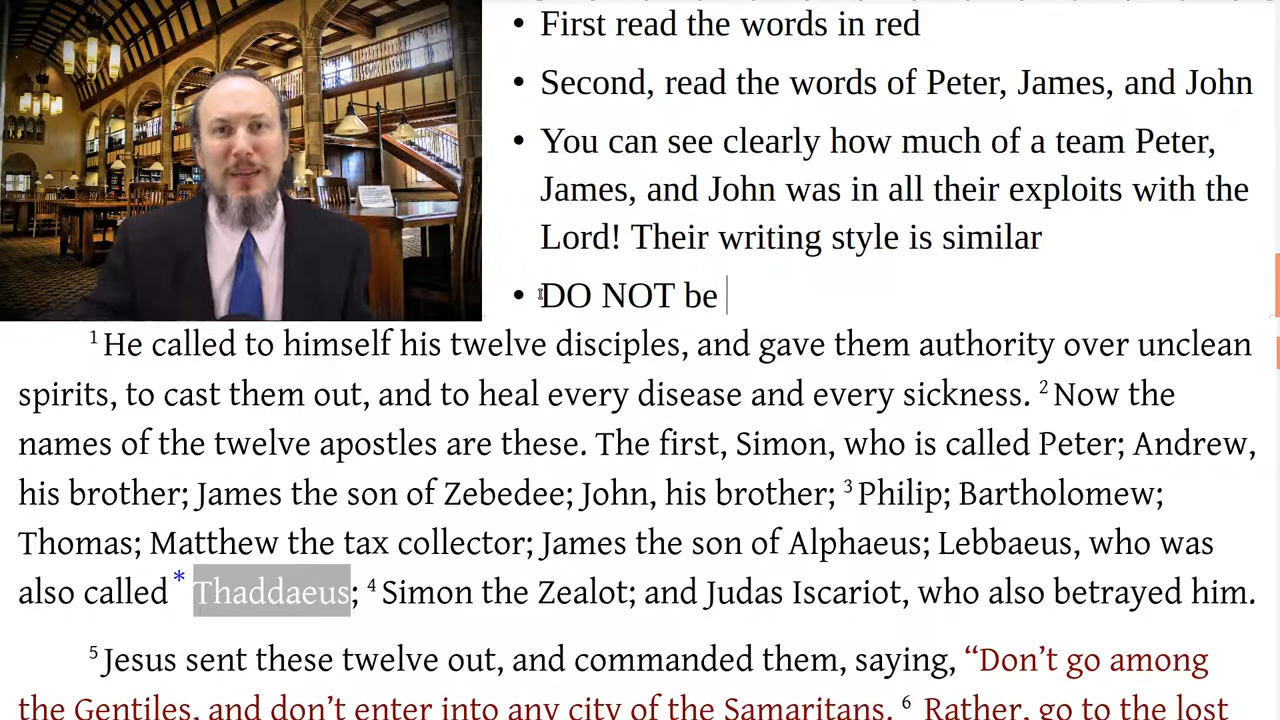 • First read the words in red
• Second, read the words of Peter, James, and John
• You can see clearly how much of a team Peter,
James, and John was in all their exploits with the
Lord! Their writing style is similar
• DO NOT be
1 He called to himself his twelve disciples, and gave them authority over unclean
spirits, to cast them out, and to heal every disease and every sickness. 2 Now the
names of the twelve apostles are these. The first, Simon, who is called Peter; Andrew,
his brother; James the son of Zebedee; John, his brother; 3 Philip; Bartholomew;
Thomas; Matthew the tax collector; James the son of Alphaeus; Lebbaeus, who was
also called * Thaddaeus; 4 Simon the Zealot; and Judas Iscariot, who also betrayed him.
5 Jesus sent these twelve out, and commanded them, saying, “Don’t go among
the Gentiles, and don’t enter into any city of the Samaritans. 6 Rather, go to the lost